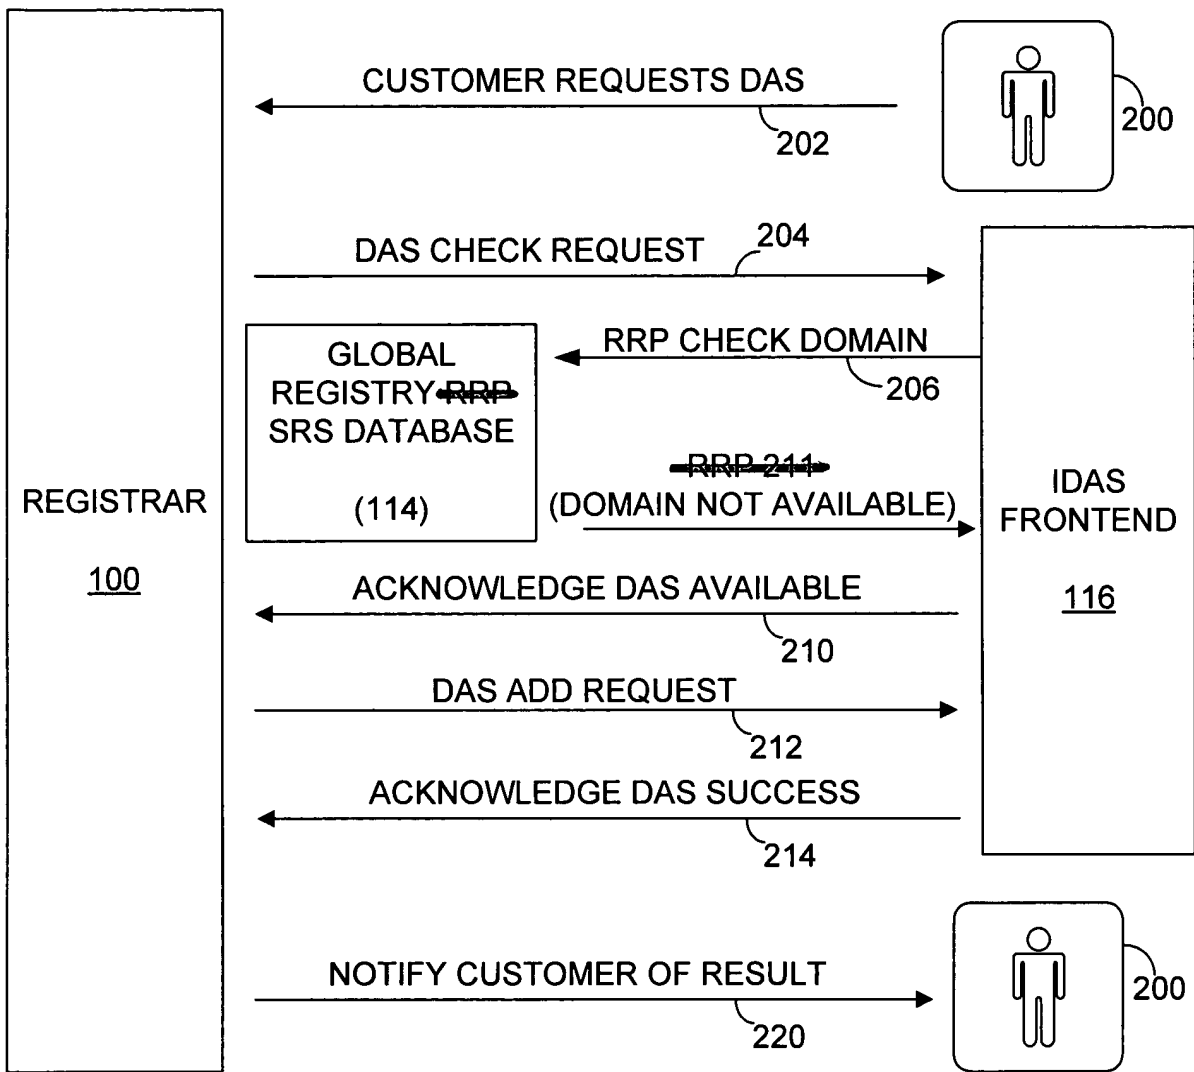 CUSTOMER REQUESTS DAS
202
200
DAS CHECK REQUEST
204
RRP CHECK DOMAIN
206
GLOBAL
REGISTRY RRP
SRS DATABASE
(114)
RRP 211
(DOMAIN NOT AVAILABLE)
REGISTRAR
100
IDAS
FRONTEND
116
ACKNOWLEDGE DAS AVAILABLE
210
DAS ADD REQUEST
212
ACKNOWLEDGE DAS SUCCESS
214
NOTIFY CUSTOMER OF RESULT
220
200